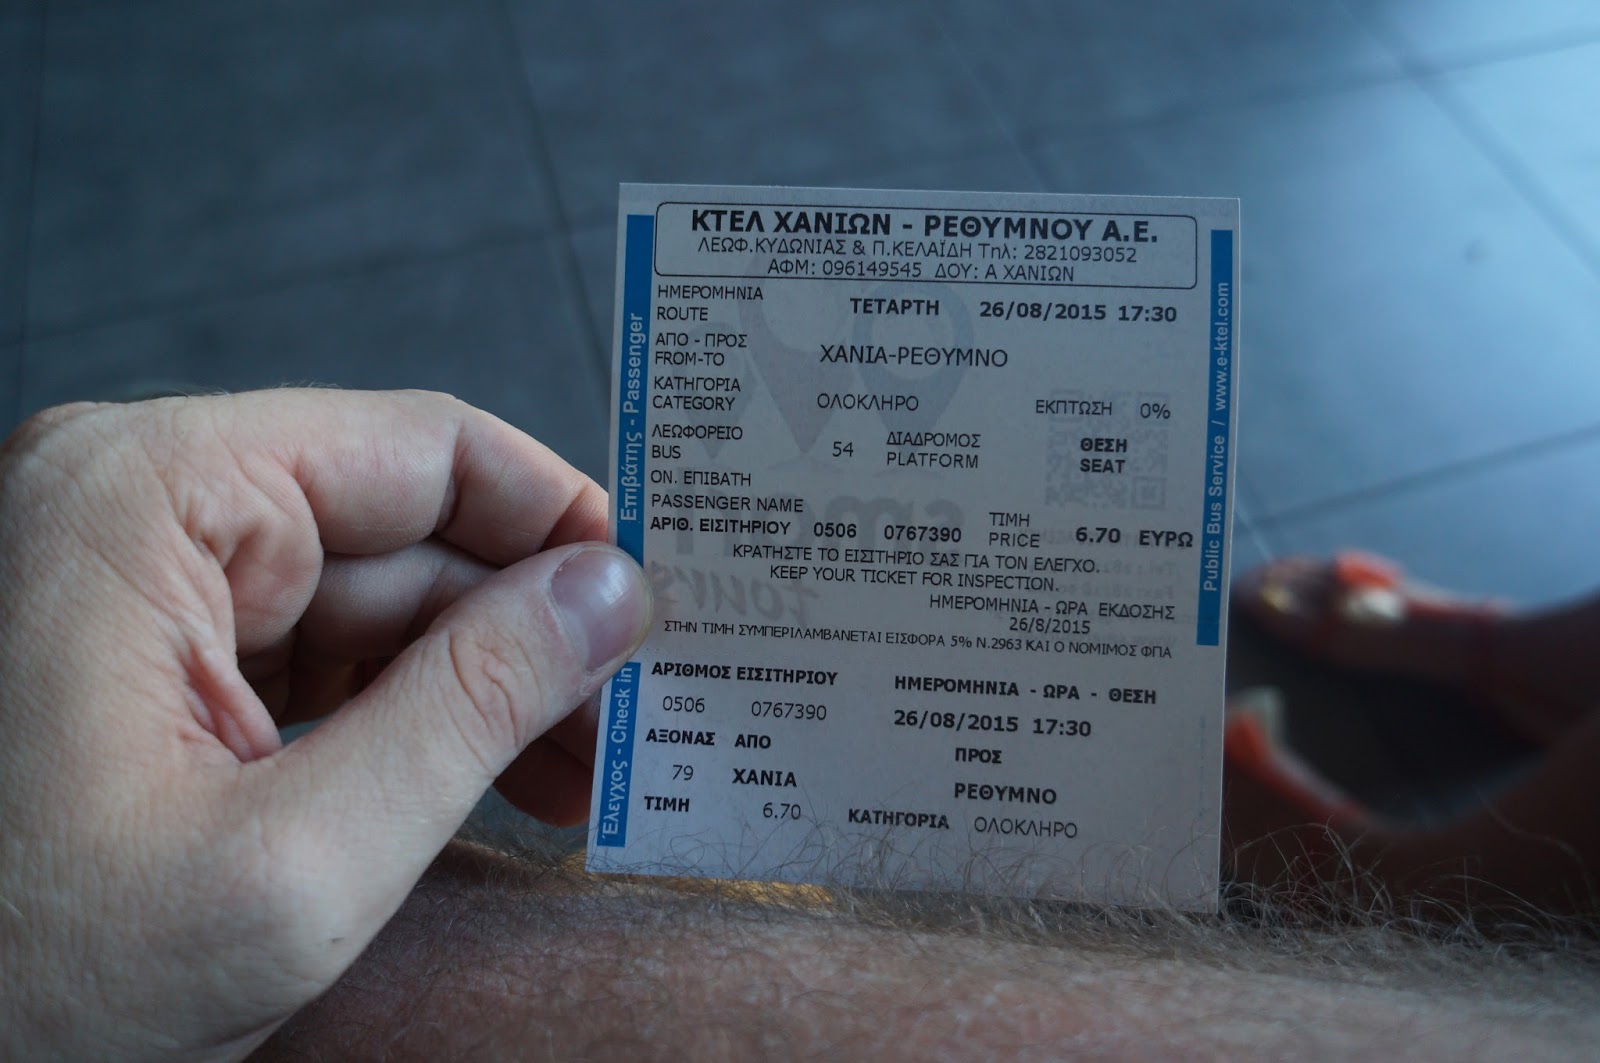 ΚΤΕΛ ΧΑΝΙΩΝ - ΡΕΘΥΜΝΟΥ Α.Ε.
ΛΕΩΦ.ΚΥΔΩΝΙΑΣ & Π.ΚΕΛΑΪΔΗ Τηλ: 2821093052
ΑΦΜ: 096149545 ΔΟΥ: Α ΧΑΝΙΩΝ
ΗΜΕΡΟΜΗΝΙΑ
ROUTE
ΤΕΤΑΡΤΗ 26/08/2015 17:30
ΑΠΟ - ΠΡΟΣ
FROM-TO
ΧΑΝΙΑ-ΡΕΘΥΜΝΟ
ΚΑΤΗΓΟΡΙΑ
CATEGORY
ΟΛΟΚΛΗΡΟ ΕΚΠΤΩΣΗ 0%
ΛΕΩΦΟΡΕΙΟ
BUS
54
ΔΙΑΔΡΟΜΟΣ
PLATFORM
ΘΕΣΗ
SEAT
ΟΝ. ΕΠΙΒΑΤΗ
PASSENGER NAME
ΑΡΙΘ. ΕΙΣΙΤΗΡΙΟΥ 0506 0767390
ΤΙΜΗ
PRICE
6.70 ΕΥΡΩ
ΚΡΑΤΗΣΤΕ ΤΟ ΕΙΣΙΤΗΡΙΟ ΣΑΣ ΓΙΑ ΤΟΝ ΕΛΕΓΧΟ.
KEEP YOUR TICKET FOR INSPECTION.
ΗΜΕΡΟΜΗΝΙΑ - ΩΡΑ ΕΚΔΟΣΗΣ
26/8/2015
ΣΤΗΝ ΤΙΜΗ ΣΥΜΠΕΡΙΛΑΜΒΑΝΕΤΑΙ ΕΙΣΦΟΡΑ 5% Ν.2963 ΚΑΙ Ο ΝΟΜΙΜΟΣ ΦΠΑ
ΑΡΙΘΜΟΣ ΕΙΣΙΤΗΡΙΟΥ ΗΜΕΡΟΜΗΝΙΑ - ΩΡΑ - ΘΕΣΗ
0506 0767390 26/08/2015 17:30
ΑΞΟΝΑΣ ΑΠΟ ΠΡΟΣ
79 ΧΑΝΙΑ ΡΕΘΥΜΝΟ
ΤΙΜΗ 6.70 ΚΑΤΗΓΟΡΙΑ ΟΛΟΚΛΗΡΟ
Επιβάτης - Passenger
Έλεγχος - Check in
Public Bus Service / www.e-ktel.com
smart
tours